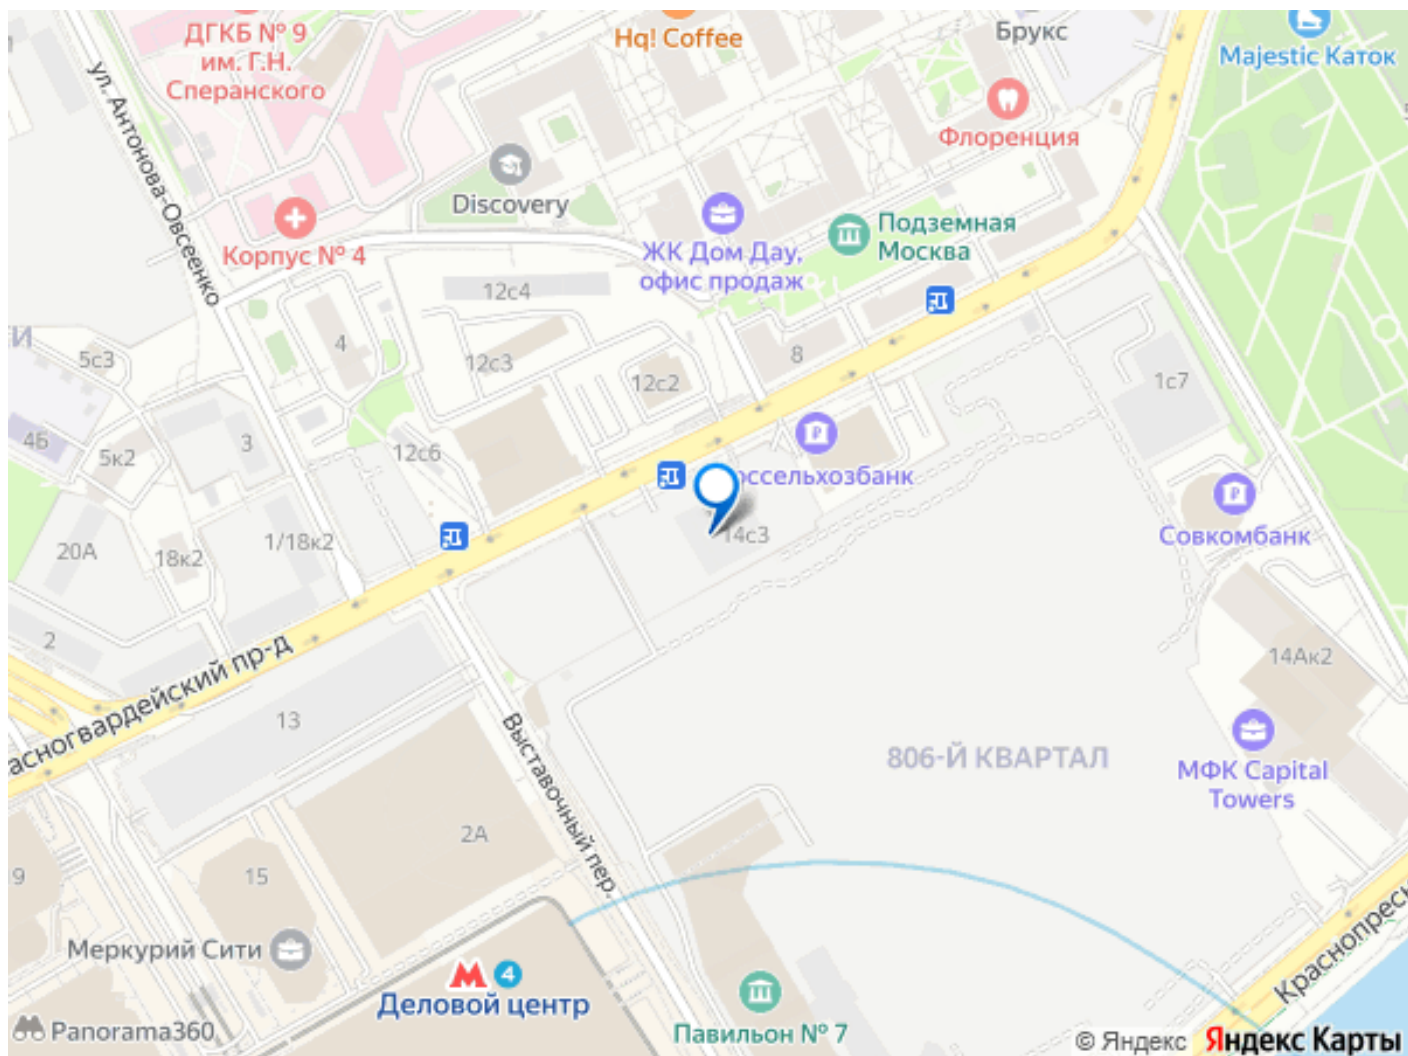 ДГКБ № 9
им. Г.Н.
Сперанского
Hq! Coffee
Брукс
Majestic Каток
Флоренция
ул. Антонова-Овсеенко
Discovery
Корпус № 4
ЖК Дом Дау,
офис продаж
Подземная
Москва
12с4
4
5с3
12с3
12с2
8
1с7
4Б
5к2
3
12с6
оссельхозбанк
Совкомбанк
20А
18к2
1/18к2
14с3
2
асногвардейский пр-д
13
14Ак2
Выставочный пер.
806-Й КВАРТАЛ
МФК Capital
Towers
2А
9
15
Меркурий Сити
4
Деловой центр
Краснопресн
Panorama360
Павильон № 7
© Яндекс
Яндекс Карты